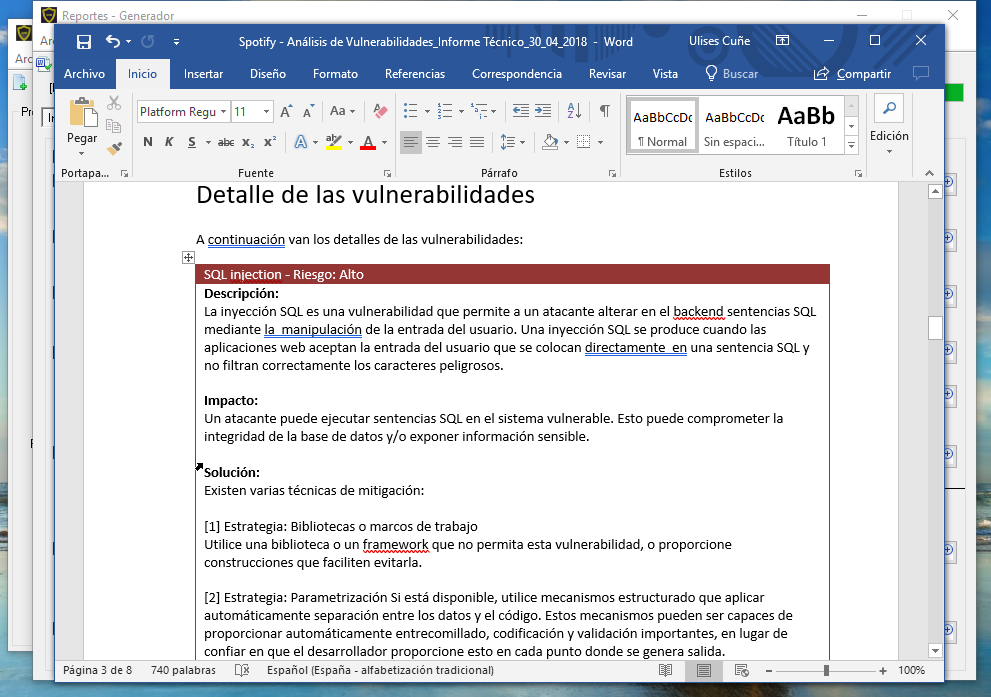 Reportes - Generador
Spotify - Análisis de Vulnerabilidades_Informe Técnico_30_04_2018 - Word
Ulises Cuñe
Archivo Inicio Insertar Diseño Formato Referencias Correspondencia Revisar Vista Buscar Compartir
Platform Regu 11
AaBbCcDc AaBbCcDc AaBb
Pegar
N K S abc x₂ x²
¶ Normal Sin espaci... Título 1
Edición
Portapa... Fuente Párrafo Estilos
Detalle de las vulnerabilidades
A continuación van los detalles de las vulnerabilidades:
SQL injection - Riesgo: Alto
Descripción:
La inyección SQL es una vulnerabilidad que permite a un atacante alterar en el backend sentencias SQL
mediante la manipulación de la entrada del usuario. Una inyección SQL se produce cuando las
aplicaciones web aceptan la entrada del usuario que se colocan directamente en una sentencia SQL y
no filtran correctamente los caracteres peligrosos.
Impacto:
Un atacante puede ejecutar sentencias SQL en el sistema vulnerable. Esto puede comprometer la
integridad de la base de datos y/o exponer información sensible.
Solución:
Existen varias técnicas de mitigación:
[1] Estrategia: Bibliotecas o marcos de trabajo
Utilice una biblioteca o un framework que no permita esta vulnerabilidad, o proporcione
construcciones que faciliten evitarla.
[2] Estrategia: Parametrización Si está disponible, utilice mecanismos estructurado que aplicar
automáticamente separación entre los datos y el código. Estos mecanismos pueden ser capaces de
proporcionar automáticamente entrecomillado, codificación y validación importantes, en lugar de
confiar en que el desarrollador proporcione esto en cada punto donde se genera salida.
Página 3 de 8 740 palabras Español (España - alfabetización tradicional) 100%